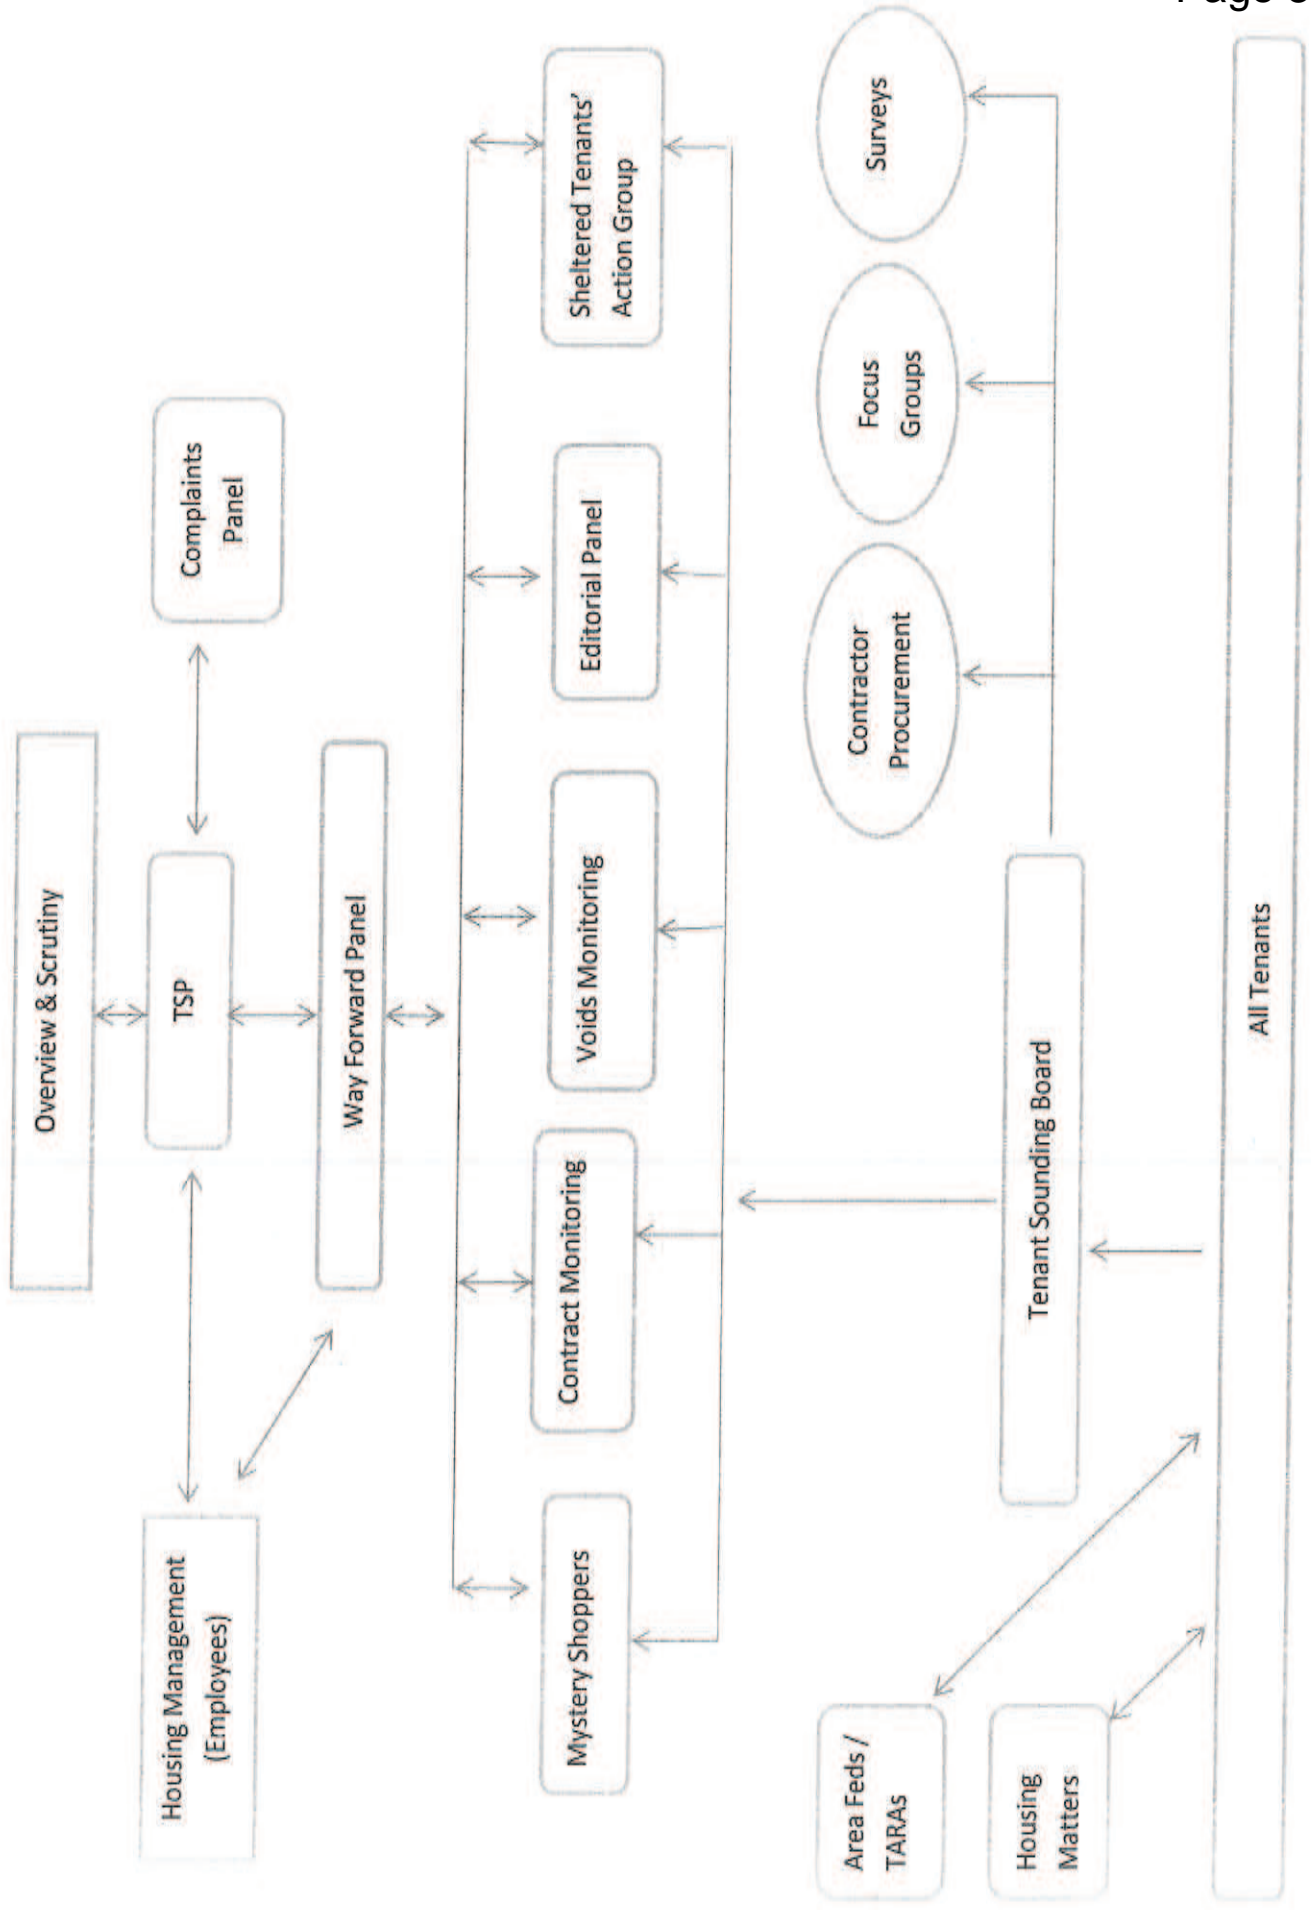 Page 3
Overview & Scrutiny
Housing Management
(Employees)
TSP
Complaints
Panel
Way Forward Panel
Mystery Shoppers
Contract Monitoring
Voids Monitoring
Editorial Panel
Sheltered Tenants'
Action Group
Area Feds /
TARAs
Contractor
Procurement
Focus
Groups
Surveys
Housing
Matters
Tenant Sounding Board
All Tenants